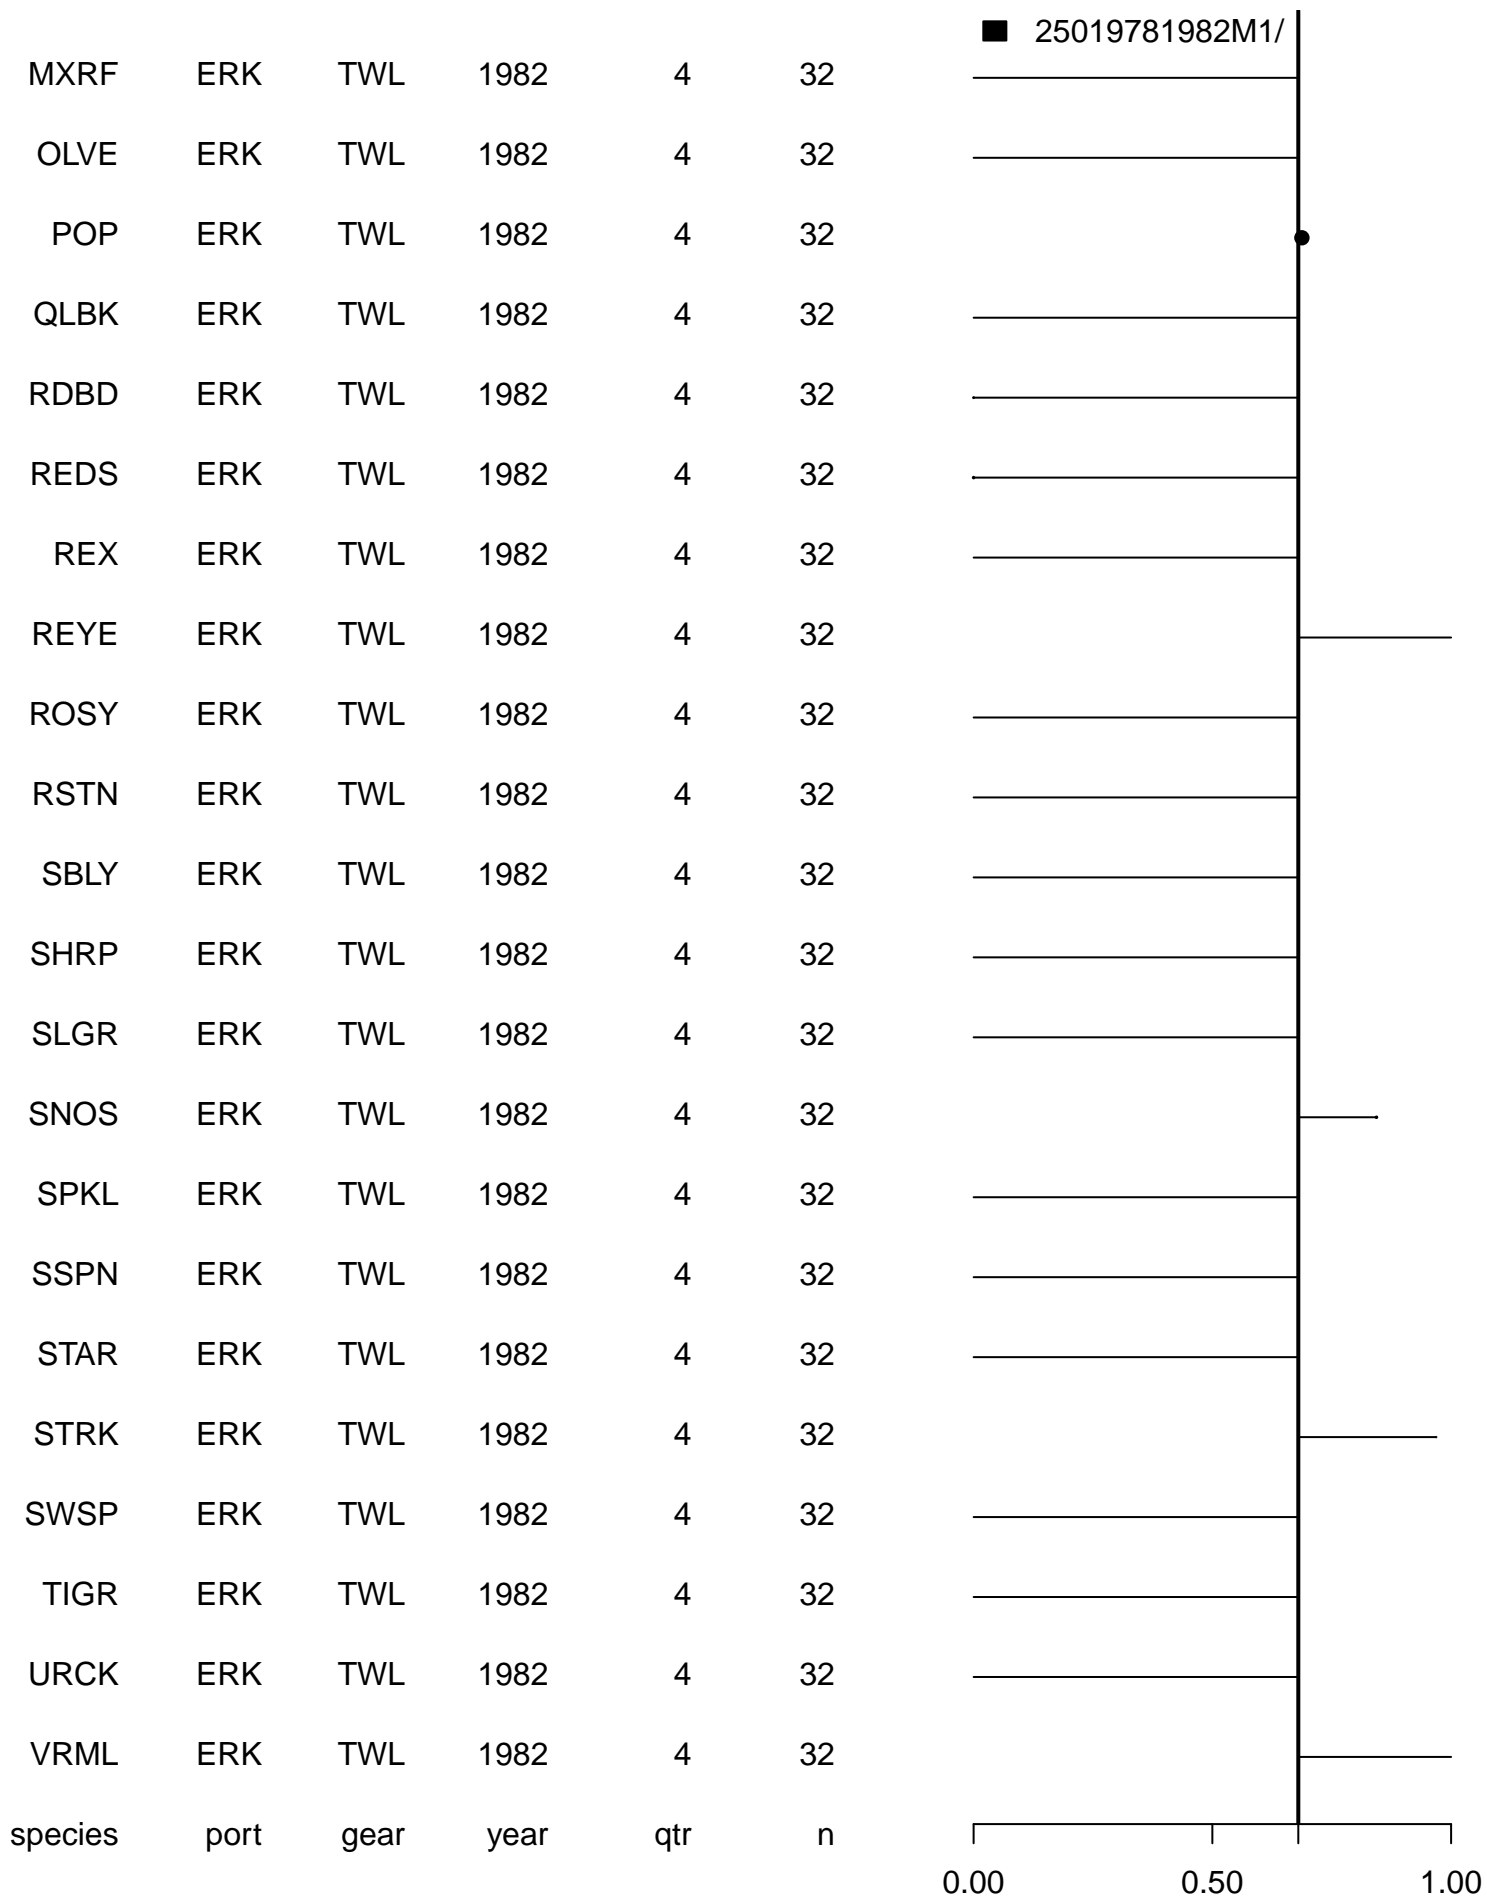 25019781982M1/
MXRF ERK TWL 1982 4 32
OLVE ERK TWL 1982 4 32
POP ERK TWL 1982 4 32
QLBK ERK TWL 1982 4 32
RDBD ERK TWL 1982 4 32
REDS ERK TWL 1982 4 32
REX ERK TWL 1982 4 32
REYE ERK TWL 1982 4 32
ROSY ERK TWL 1982 4 32
RSTN ERK TWL 1982 4 32
SBLY ERK TWL 1982 4 32
SHRP ERK TWL 1982 4 32
SLGR ERK TWL 1982 4 32
SNOS ERK TWL 1982 4 32
SPKL ERK TWL 1982 4 32
SSPN ERK TWL 1982 4 32
STAR ERK TWL 1982 4 32
STRK ERK TWL 1982 4 32
SWSP ERK TWL 1982 4 32
TIGR ERK TWL 1982 4 32
URCK ERK TWL 1982 4 32
VRML ERK TWL 1982 4 32
species port gear year qtr n
0.00 0.50 1.00